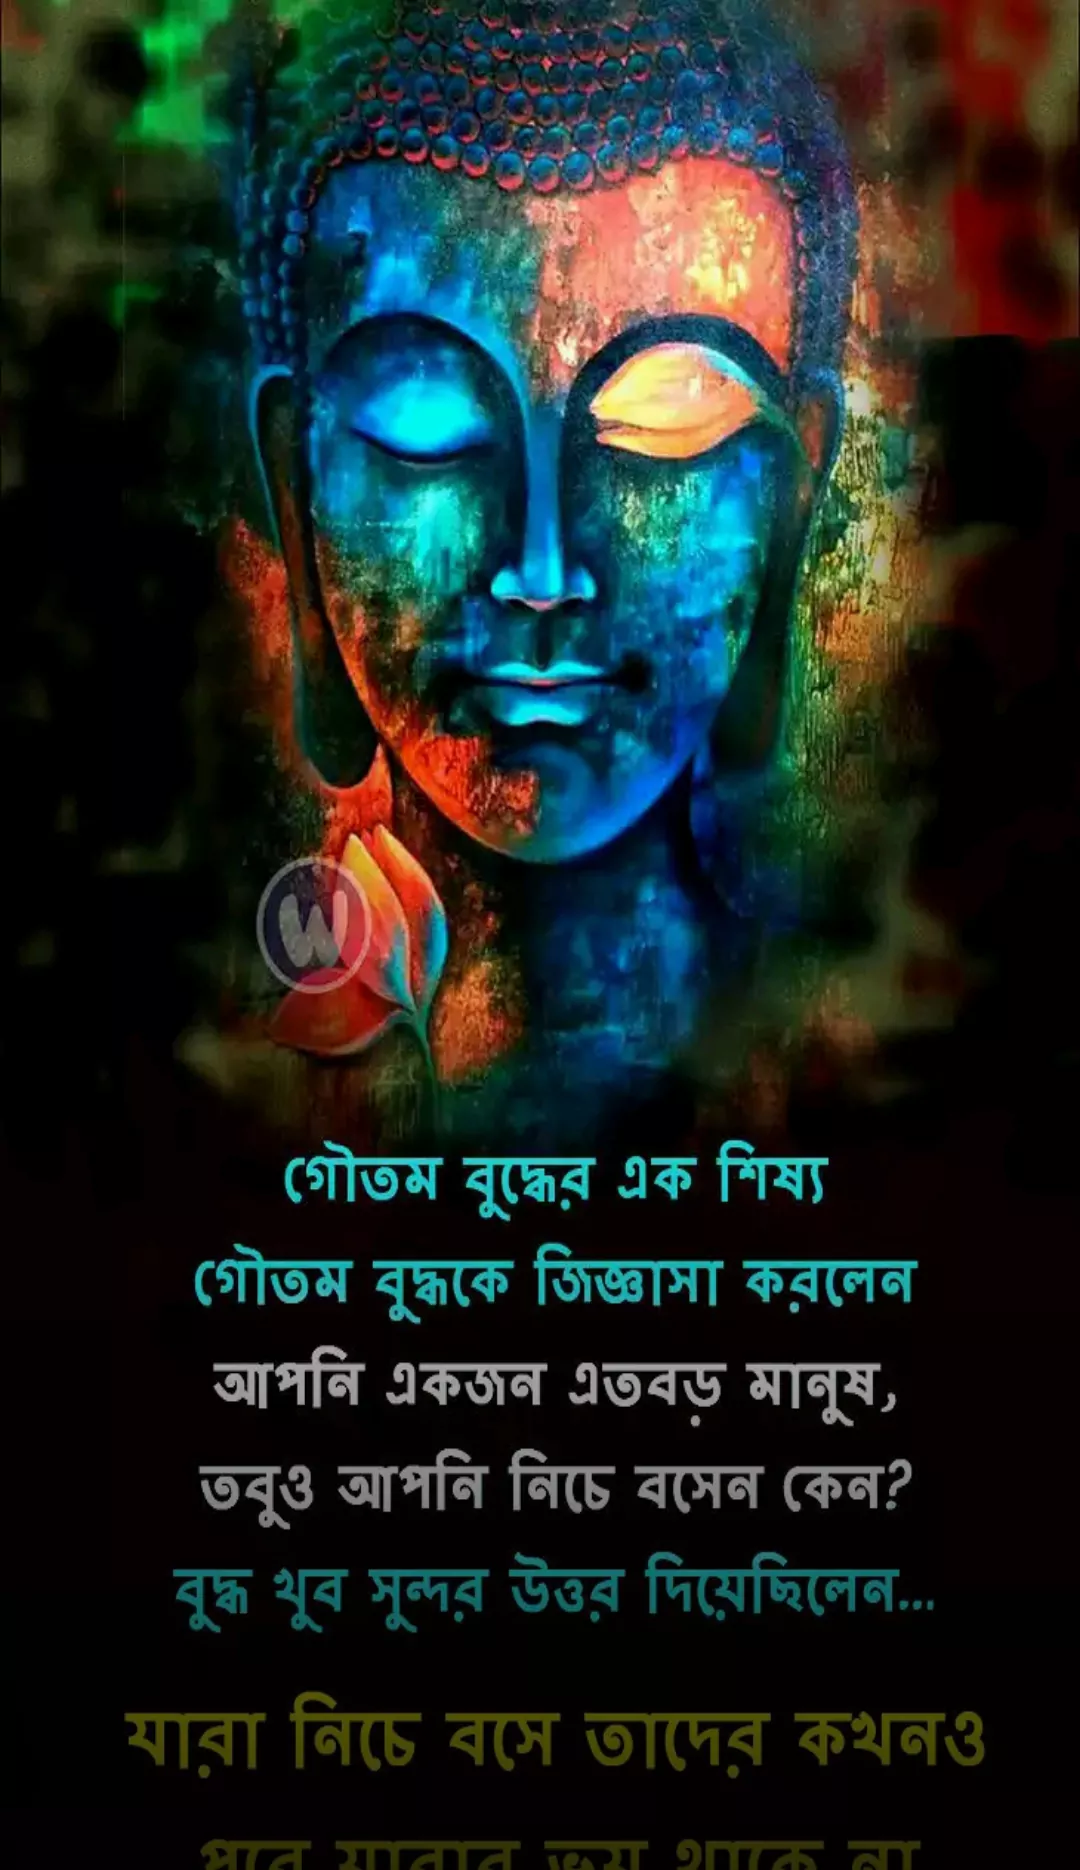 W
গৌতম বুদ্ধের এক শিষ্য
গৌতম বুদ্ধকে জিজ্ঞাসা করলেন
আপনি একজন এতবড় মানুষ,
তবুও আপনি নিচে বসেন কেন?
বুদ্ধ খুব সুন্দর উত্তর দিয়েছিলেন...
যারা নিচে বসে তাদের কখনও
থাকে না